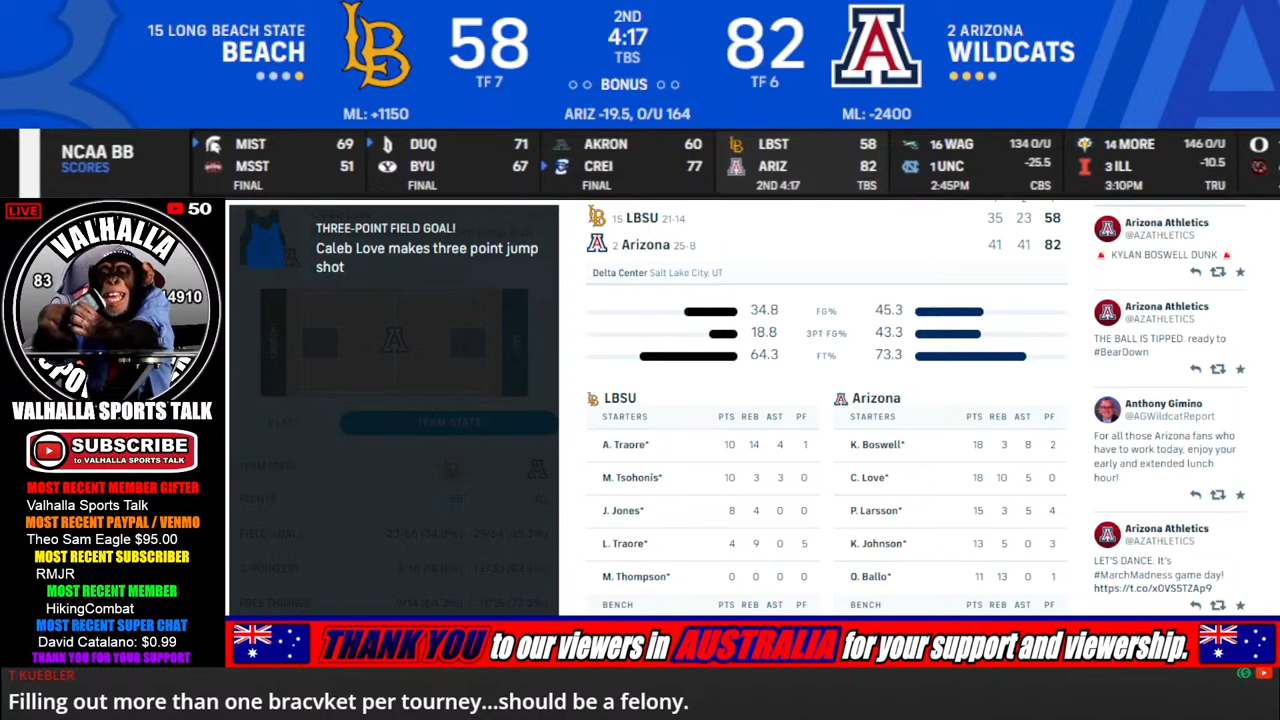 15 LONG BEACH STATE
BEACH
58
TF 7
2ND
4:17
TBS
BONUS
82
TF 6
2 ARIZONA
WILDCATS
ML: +1150
ARIZ -19.5, O/U 164
ML: -2400
NCAA BB
SCORES
MIST 69
MSST 51
FINAL
DUQ 71
BYU 67
FINAL
AKRON 60
CREI 77
FINAL
LBST 58
ARIZ 82
2ND 4:17 TBS
16 WAG 134 O/U
1 UNC -25.5
2:45PM CBS
14 MORE 146 O/U
3 ILL -10.5
3:10PM TRU
LIVE
50
VALHALLA
83
14910
VALHALLA SPORTS TALK
SUBSCRIBE
to VALHALLA SPORTS TALK
MOST RECENT MEMBER GIFTER
Valhalla Sports Talk
MOST RECENT PAYPAL / VENMO
Theo Sam Eagle $95.00
MOST RECENT SUBSCRIBER
RMJR
MOST RECENT MEMBER
HikingCombat
MOST RECENT SUPER CHAT
David Catalano: $0.99
THANK YOU FOR YOUR SUPPORT
THREE-POINT FIELD GOAL!
Caleb Love makes three point jump
shot
TEAM STATS
15 LBSU 21-14 35 23 58
2 Arizona 25-8 41 41 82
Delta Center Salt Lake City, UT
34.8 FG% 45.3
18.8 3PT FG% 43.3
64.3 FT% 73.3
LBSU
STARTERS PTS REB AST PF
A. Traore* 10 14 4 1
M. Tsohonis* 10 3 3 0
J. Jones* 8 4 0 0
L. Traore* 4 9 0 5
M. Thompson* 0 0 0 0
BENCH PTS REB AST PF
Arizona
STARTERS PTS REB AST PF
K. Boswell* 18 3 8 2
C. Love* 18 10 5 0
P. Larsson* 15 3 5 4
K. Johnson* 13 5 0 3
O. Ballo* 11 13 0 1
BENCH PTS REB AST PF
Arizona Athletics
@AZATHLETICS
KYLAN BOSWELL DUNK
Arizona Athletics
@AZATHLETICS
THE BALL IS TIPPED. ready to
#BearDown
Anthony Gimino
@AGWildcatReport
For all those Arizona fans who
have to work today, enjoy your
early and extended lunch
hour!
Arizona Athletics
@AZATHLETICS
LET'S DANCE. It's
#MarchMadness game day!
https://t.co/xOVS5TZAp9
THANK YOU to our viewers in AUSTRALIA for your support and viewership.
T KUEBLER
Filling out more than one bracvket per tourney...should be a felony.